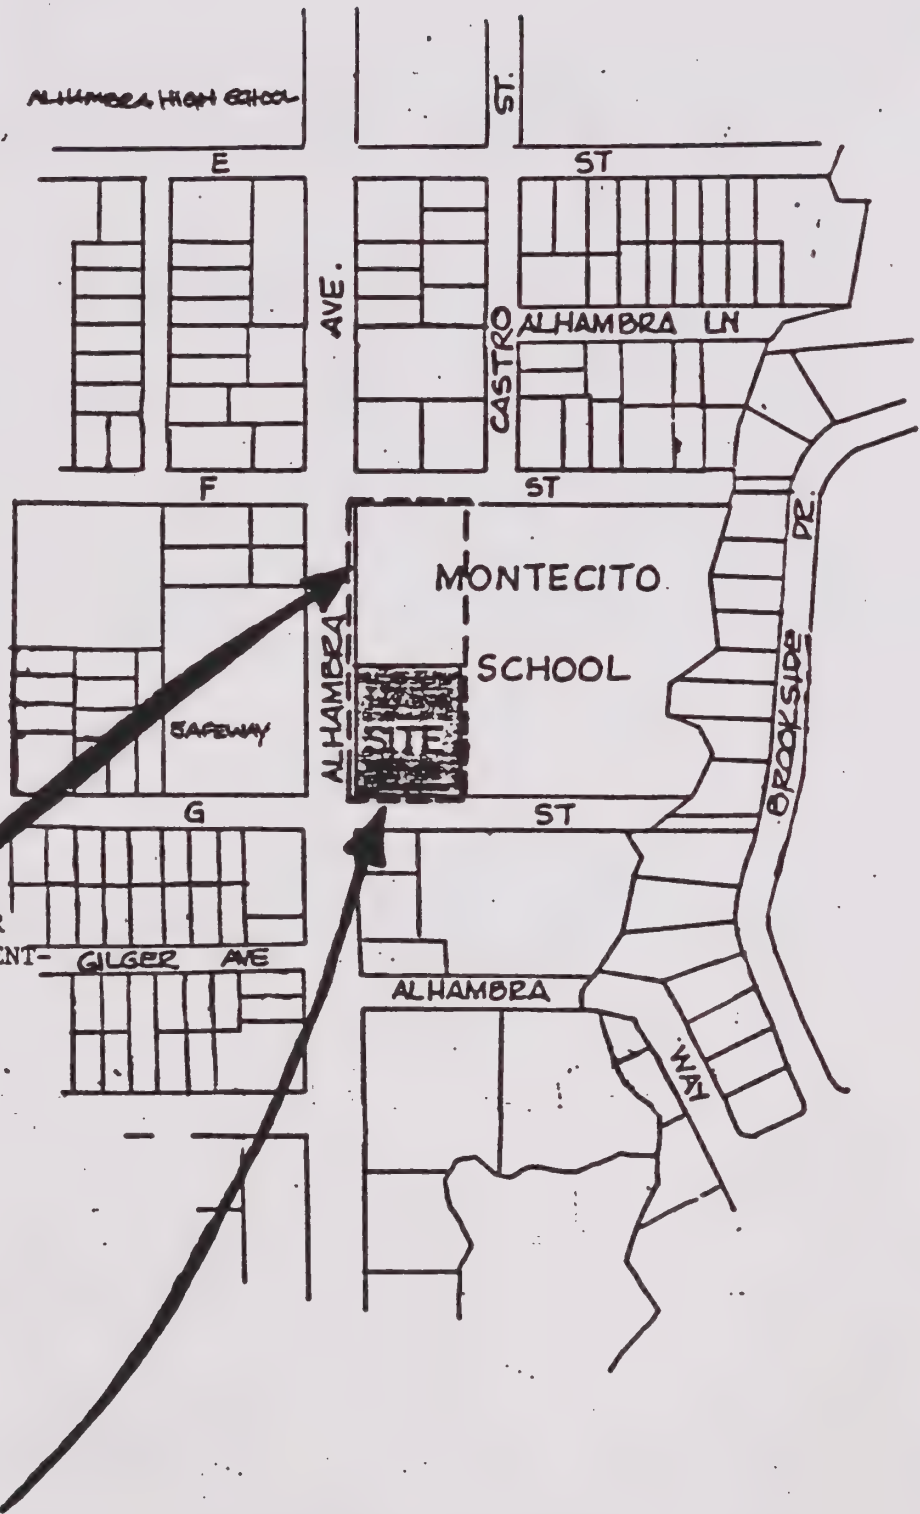 ALHAMBRA HIGH SCHOOL
ST.
E ST
AVE.
CASTRO
ALHAMBRA LN
F ST
DR.
MONTECITO
SCHOOL
ALHAMBRA
BROOKSIDE
SAFEWAY
SITE
G ST
R
ENT-
GILGER AVE
ALHAMBRA
WAY